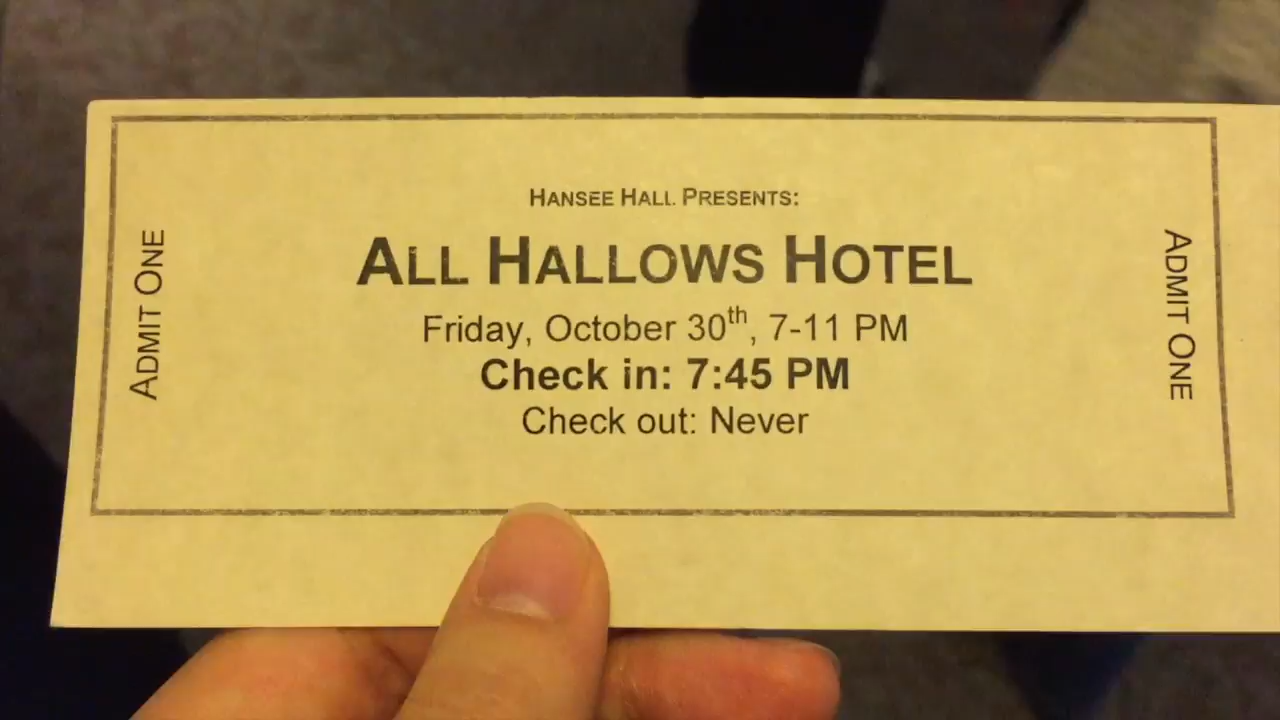 HANSEE HALL PRESENTS:
ALL HALLOWS HOTEL
Friday, October 30th, 7-11 PM
Check in: 7:45 PM
Check out: Never
ADMIT ONE
ADMIT ONE